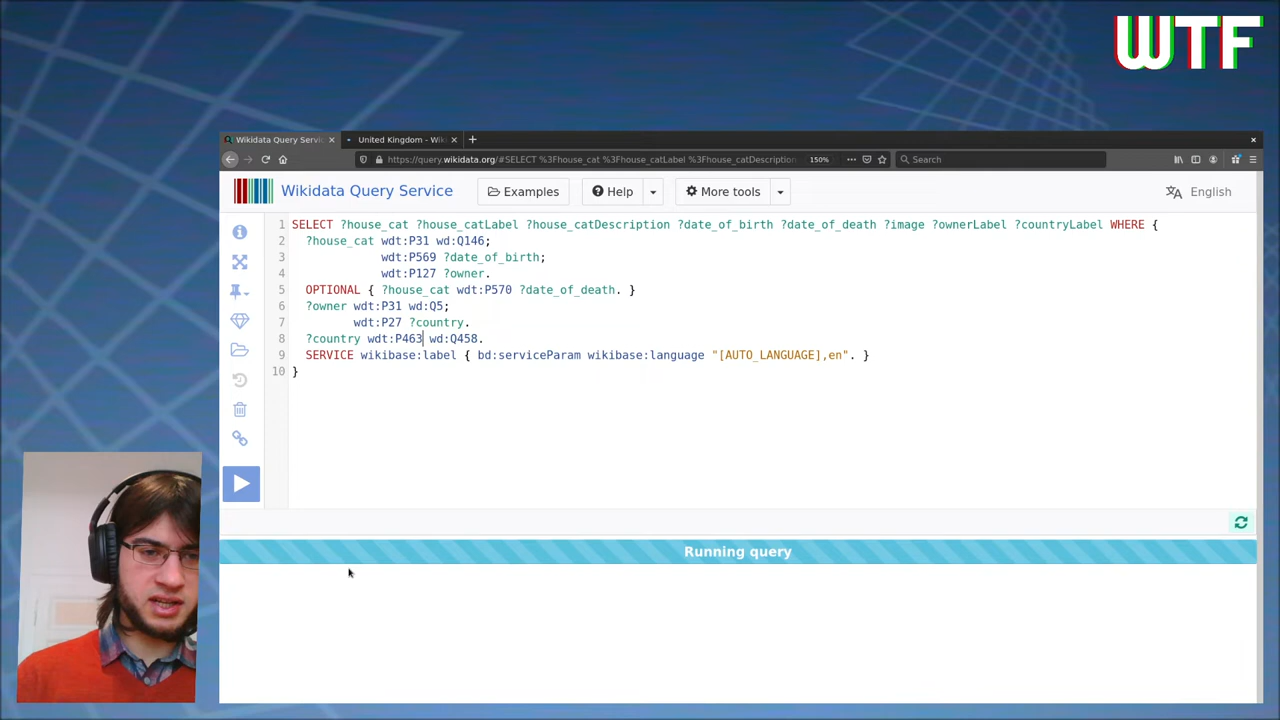 WTF
Wikidata Query Servic
United Kingdom - Wik
https://query.wikidata.org/#SELECT %3Fhouse_cat %3Fhouse_catLabel %3Fhouse_catDescription
150%
Search
Wikidata Query Service
Examples
Help
More tools
English
1 SELECT ?house_cat ?house_catLabel ?house_catDescription ?date_of_birth ?date_of_death ?image ?ownerLabel ?countryLabel WHERE {
2 ?house_cat wdt:P31 wd:Q146;
3 wdt:P569 ?date_of_birth;
4 wdt:P127 ?owner.
5 OPTIONAL { ?house_cat wdt:P570 ?date_of_death. }
6 ?owner wdt:P31 wd:Q5;
7 wdt:P27 ?country.
8 ?country wdt:P463 wd:Q458.
9 SERVICE wikibase:label { bd:serviceParam wikibase:language "[AUTO_LANGUAGE],en". }
10 }
Running query